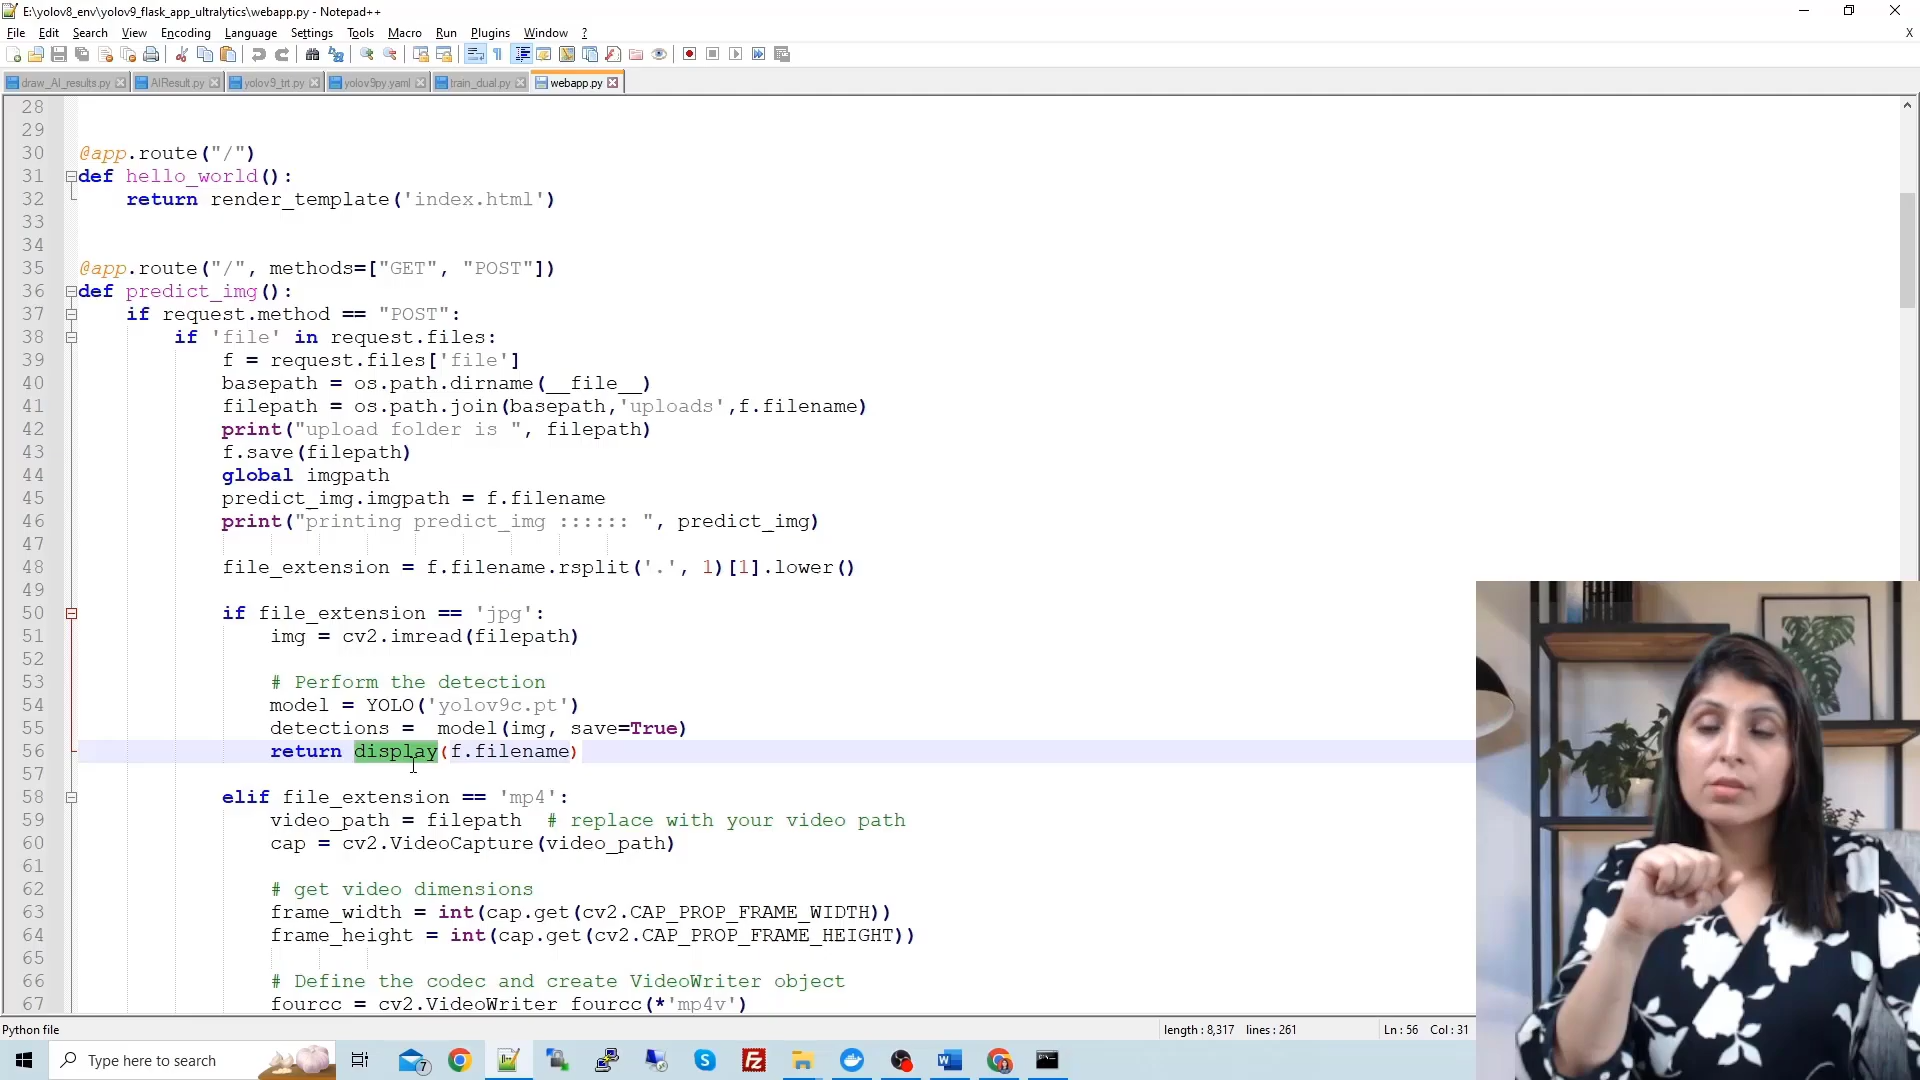 E:\yolov8_env\yolov9_flask_app_ultralytics\webapp.py - Notepad++
File Edit Search View Encoding Language Settings Tools Macro Run Plugins Window ? X
draw_AI_results.py AIResult.py yolov9_trt.py yolov9py.yaml train_dual.py webapp.py
28
29
30 @app.route("/")
31 def hello_world():
32 return render_template('index.html')
33
34
35 @app.route("/", methods=["GET", "POST"])
36 def predict_img():
37 if request.method == "POST":
38 if 'file' in request.files:
39 f = request.files['file']
40 basepath = os.path.dirname(__file__)
41 filepath = os.path.join(basepath,'uploads',f.filename)
42 print("upload folder is ", filepath)
43 f.save(filepath)
44 global imgpath
45 predict_img.imgpath = f.filename
46 print("printing predict_img :::::: ", predict_img)
47
48 file_extension = f.filename.rsplit('.', 1)[1].lower()
49
50 if file_extension == 'jpg':
51 img = cv2.imread(filepath)
52
53 # Perform the detection
54 model = YOLO('yolov9c.pt')
55 detections =  model(img, save=True)
56 return display(f.filename)
57
58 elif file_extension == 'mp4':
59 video_path = filepath  # replace with your video path
60 cap = cv2.VideoCapture(video_path)
61
62 # get video dimensions
63 frame_width = int(cap.get(cv2.CAP_PROP_FRAME_WIDTH))
64 frame_height = int(cap.get(cv2.CAP_PROP_FRAME_HEIGHT))
65
66 # Define the codec and create VideoWriter object
67 fourcc = cv2.VideoWriter_fourcc(*'mp4v')
Python file length : 8,317 lines : 261 Ln : 56 Col : 31
Type here to search 7